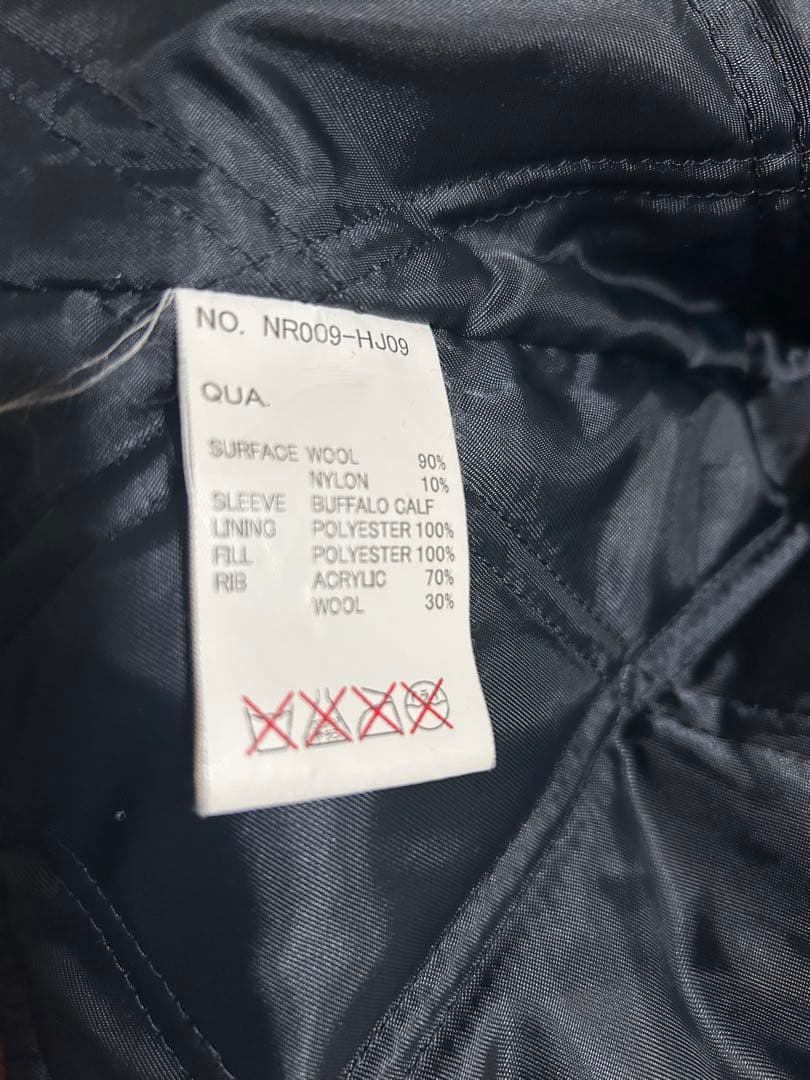 NO. NR009-HJ09
QUA.
SURFACE WOOL 90%
NYLON 10%
SLEEVE BUFFALO CALF
LINING POLYESTER 100%
FILL POLYESTER 100%
RIB ACRYLIC 70%
WOOL 30%